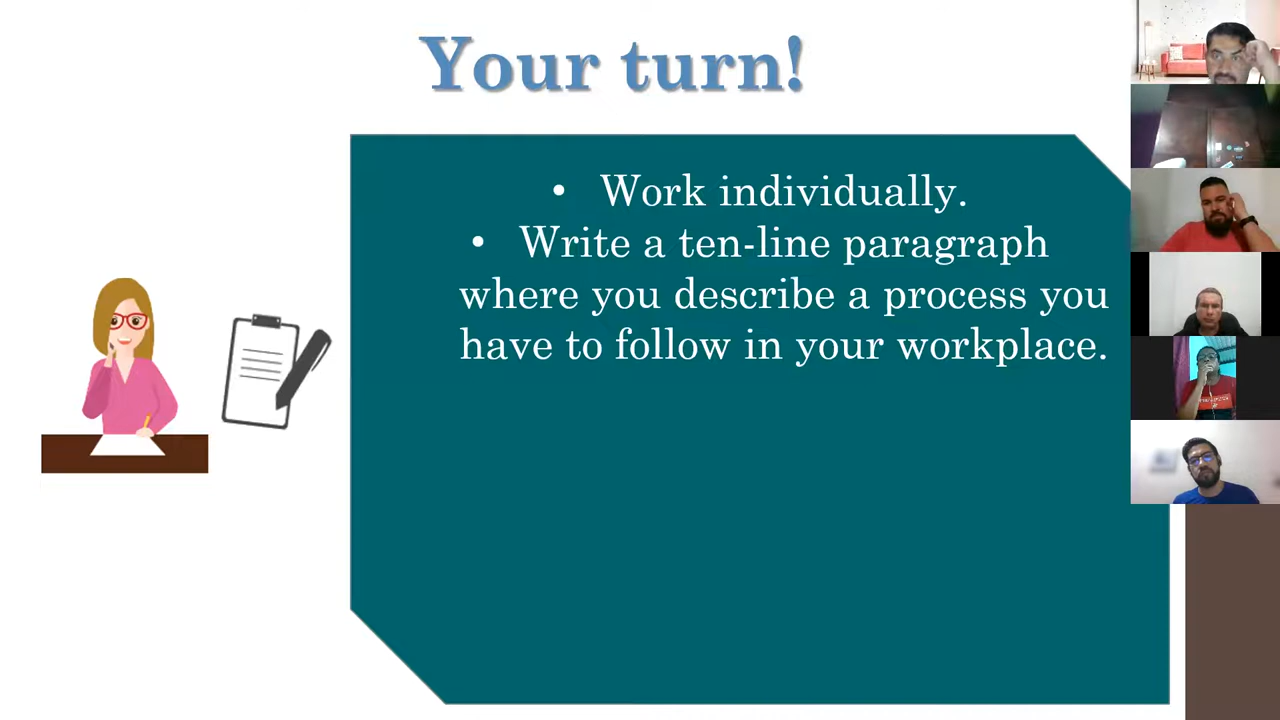 Your turn!
• Work individually.
• Write a ten-line paragraph
where you describe a process you
have to follow in your workplace.